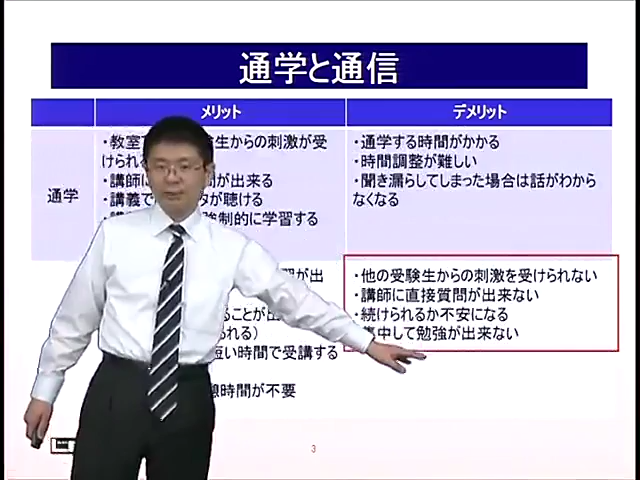 通学と通信
メリット
デメリット
通学
・教室
験生からの刺激が受
けられる
・講師に
問が出来る
・講義で
が聴ける
強制的に学習する
・通学する時間がかかる
・時間調整が難しい
・聞き漏らしてしまった場合は話がわから
なくなる
が出
ることが出
られる）
短い時間で受講する
時間が不要
・他の受験生からの刺激を受けられない
・講師に直接質問が出来ない
・続けられるか不安になる
中して勉強が出来ない
3